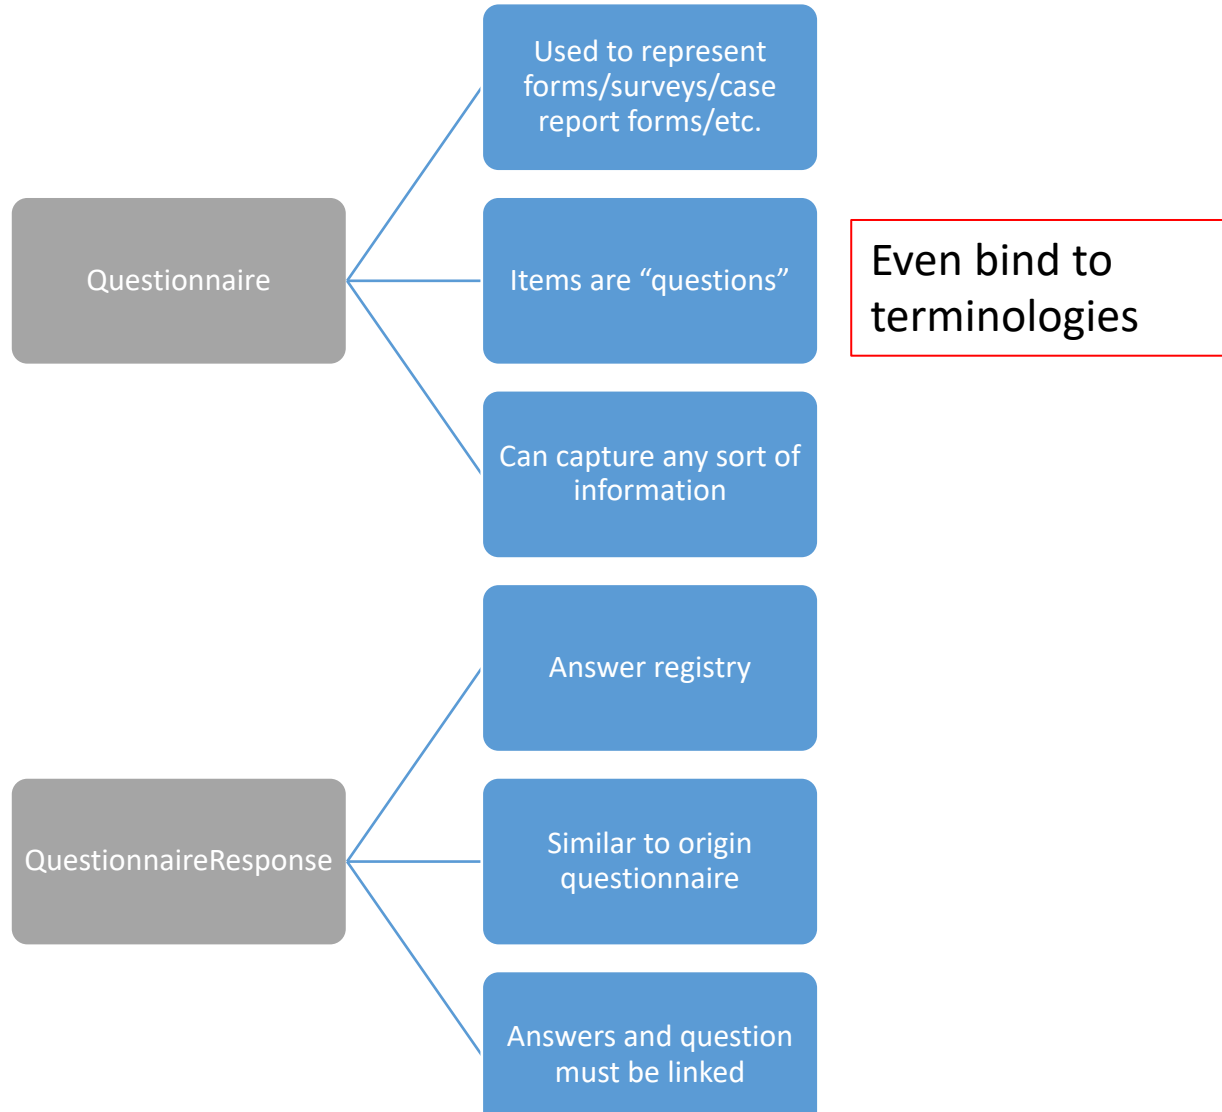 Used to represent
forms/surveys/case
report forms/etc.
Questionnaire
Items are “questions”
Even bind to
terminologies
Can capture any sort of
information
Answer registry
QuestionnaireResponse
Similar to origin
questionnaire
Answers and question
must be linked